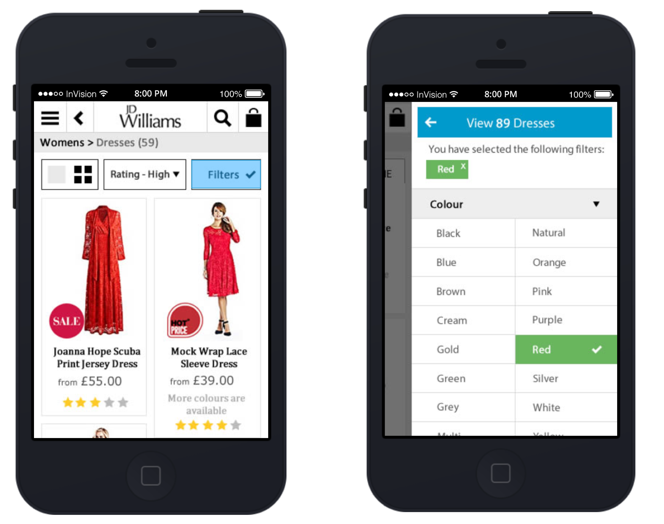 InVision 8:00 PM 100%
JD
Williams
Womens > Dresses (59)
Rating - High ▼
Filters
SALE
HOT
PRICE
Joanna Hope Scuba
Print Jersey Dress
from £55.00
Mock Wrap Lace
Sleeve Dress
from £39.00
More colours are
available
InVision 8:00 PM 100%
View 89 Dresses
You have selected the following filters:
Red X
Colour ▼
Black Natural
Blue Orange
Brown Pink
Cream Purple
Gold Red
Green Silver
Grey White